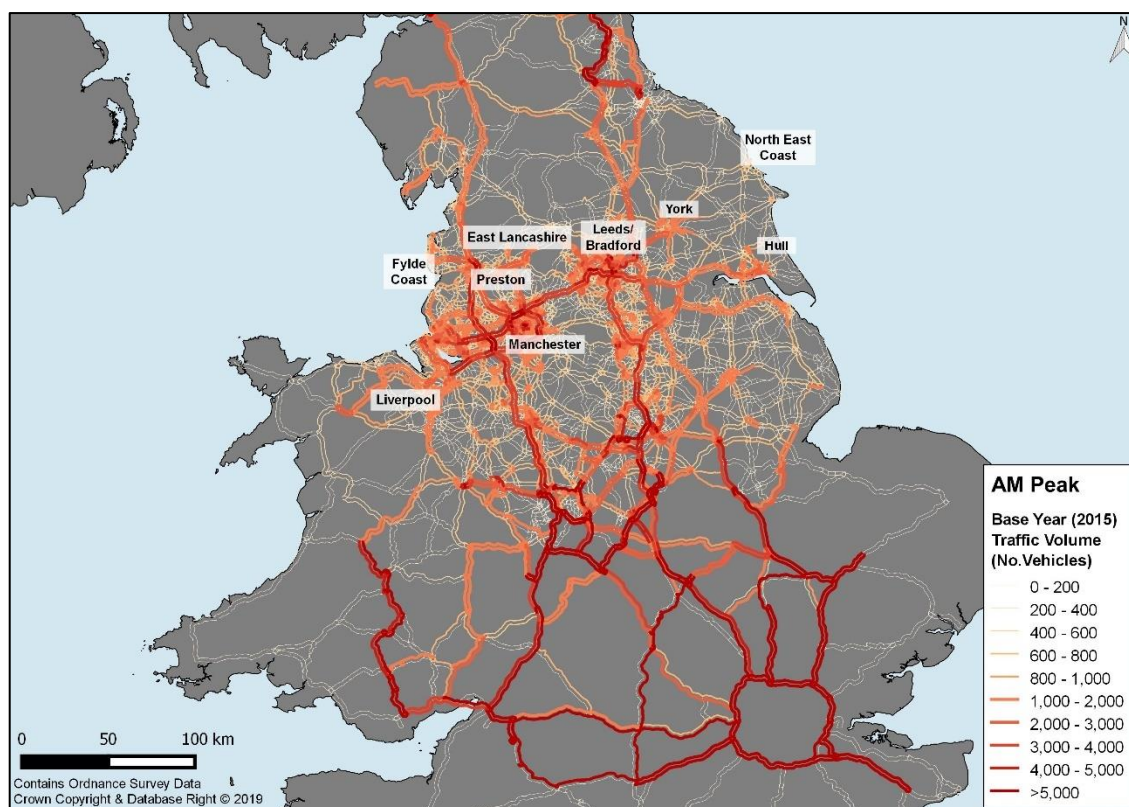 N
North East
Coast
York
Leeds/
Bradford
East Lancashire
Hull
Fylde
Coast
Preston
Manchester
Liverpool
AM Peak
Base Year (2015)
Traffic Volume
(No.Vehicles)
0 - 200
200 - 400
400 - 600
600 - 800
800 - 1,000
1,000 - 2,000
2,000 - 3,000
3,000 - 4,000
4,000 - 5,000
>5,000
0 50 100 km
Contains Ordnance Survey Data
Crown Copyright & Database Right © 2019